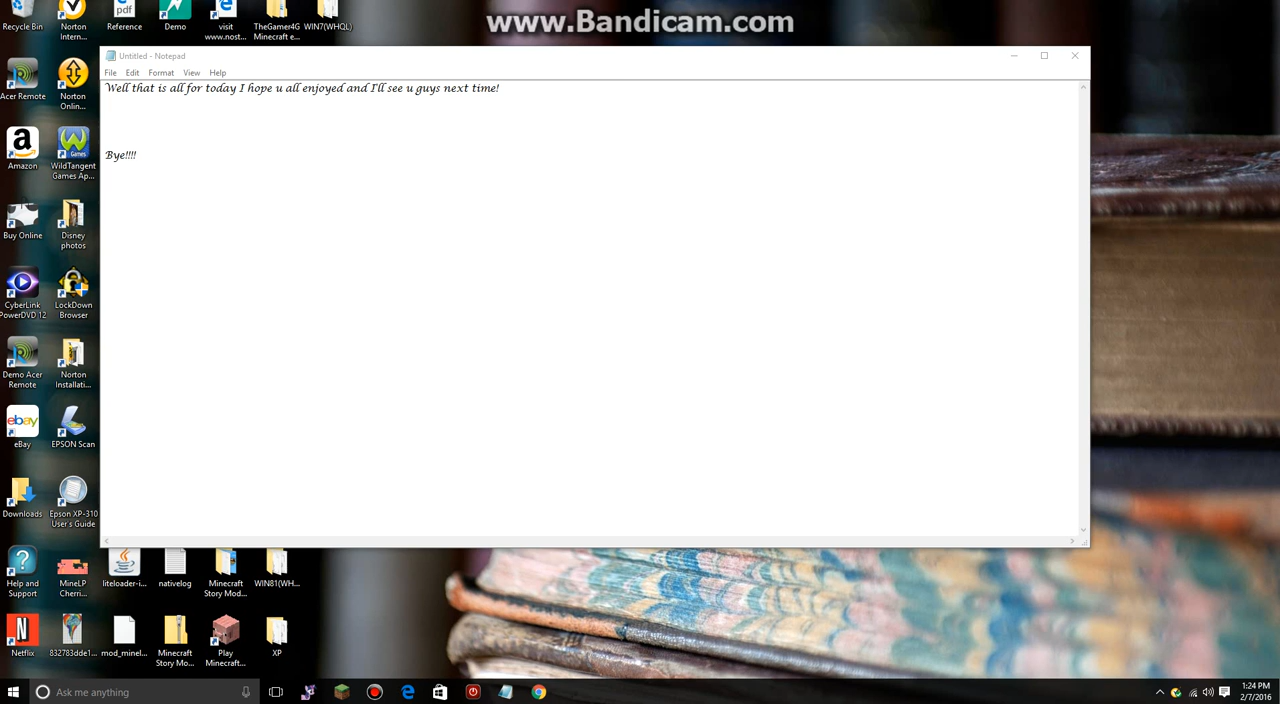 www.Bandicam.com
Recycle Bin
Norton
Intern...
pdf
Reference
Demo
visit
www.nost...
TheGamer4G
Minecraft e...
WIN7(WHQL)
Untitled - Notepad
File Edit Format View Help
Well that is all for today I hope u all enjoyed and I'll see u guys next time!
Bye!!!!
Acer Remote
Norton
Online...
a
Amazon
Games
WildTangent
Games Ap...
Buy Online
Disney
photos
CyberLink
PowerDVD 12
LockDown
Browser
Demo Acer
Remote
Norton
Installati...
ebay
eBay
EPSON Scan
Downloads
Epson XP-310
User's Guide
Help and
Support
MineLP
Cherri...
liteloader-i...
nativelog
Minecraft
Story Mod...
WIN81(WH...
N
Netflix
832783dde1...
mod_minel...
Minecraft
Story Mo...
Play
Minecraft...
XP
Ask me anything
1:24 PM
2/7/2016